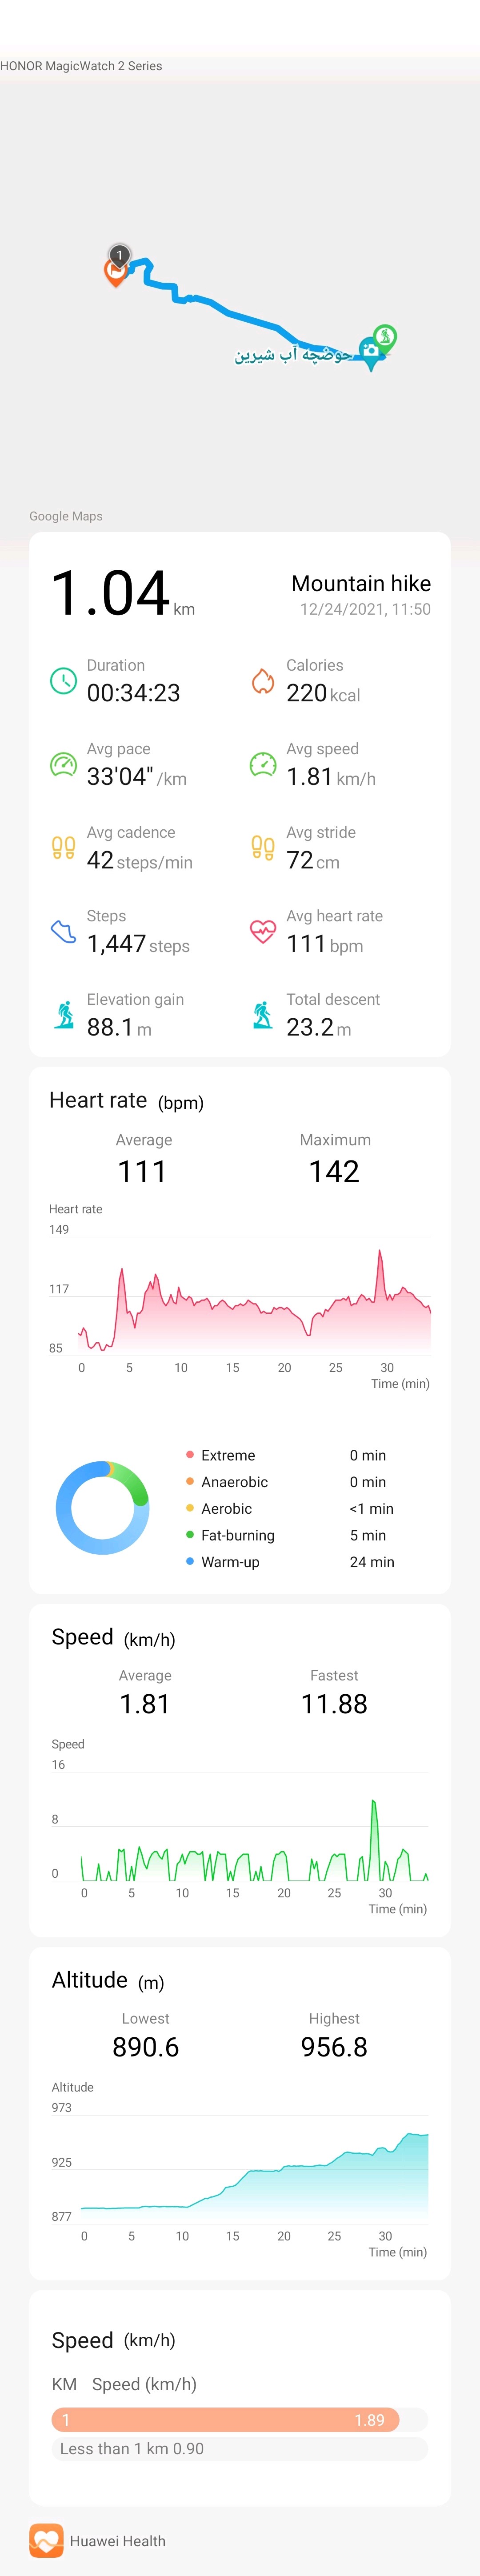 HONOR MagicWatch 2 Series
1
حوضچه آب شیرین
Google Maps
1.04 km
Mountain hike
12/24/2021, 11:50
Duration
00:34:23
Calories
220 kcal
Avg pace
33'04" /km
Avg speed
1.81 km/h
Avg cadence
42 steps/min
Avg stride
72 cm
Steps
1,447 steps
Avg heart rate
111 bpm
Elevation gain
88.1 m
Total descent
23.2 m
Heart rate (bpm)
Average Maximum
111 142
Heart rate
149
117
85
0 5 10 15 20 25 30
Time (min)
Extreme 0 min
Anaerobic 0 min
Aerobic <1 min
Fat-burning 5 min
Warm-up 24 min
Speed (km/h)
Average Fastest
1.81 11.88
Speed
16
8
0
0 5 10 15 20 25 30
Time (min)
Altitude (m)
Lowest Highest
890.6 956.8
Altitude
973
925
877
0 5 10 15 20 25 30
Time (min)
Speed (km/h)
KM Speed (km/h)
1 1.89
Less than 1 km 0.90
Huawei Health